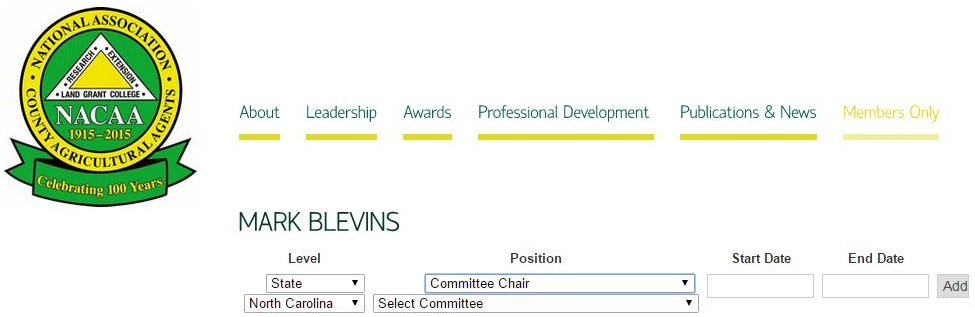 NATIONAL ASSOCIATION
COUNTY AGRICULTURAL AGENTS
RESEARCH
EXTENSION
LAND GRANT COLLEGE
NACAA
1915-2015
Celebrating 100 Years
About Leadership Awards Professional Development Publications & News Members Only
MARK BLEVINS
Level Position Start Date End Date
State Committee Chair Add
North Carolina Select Committee